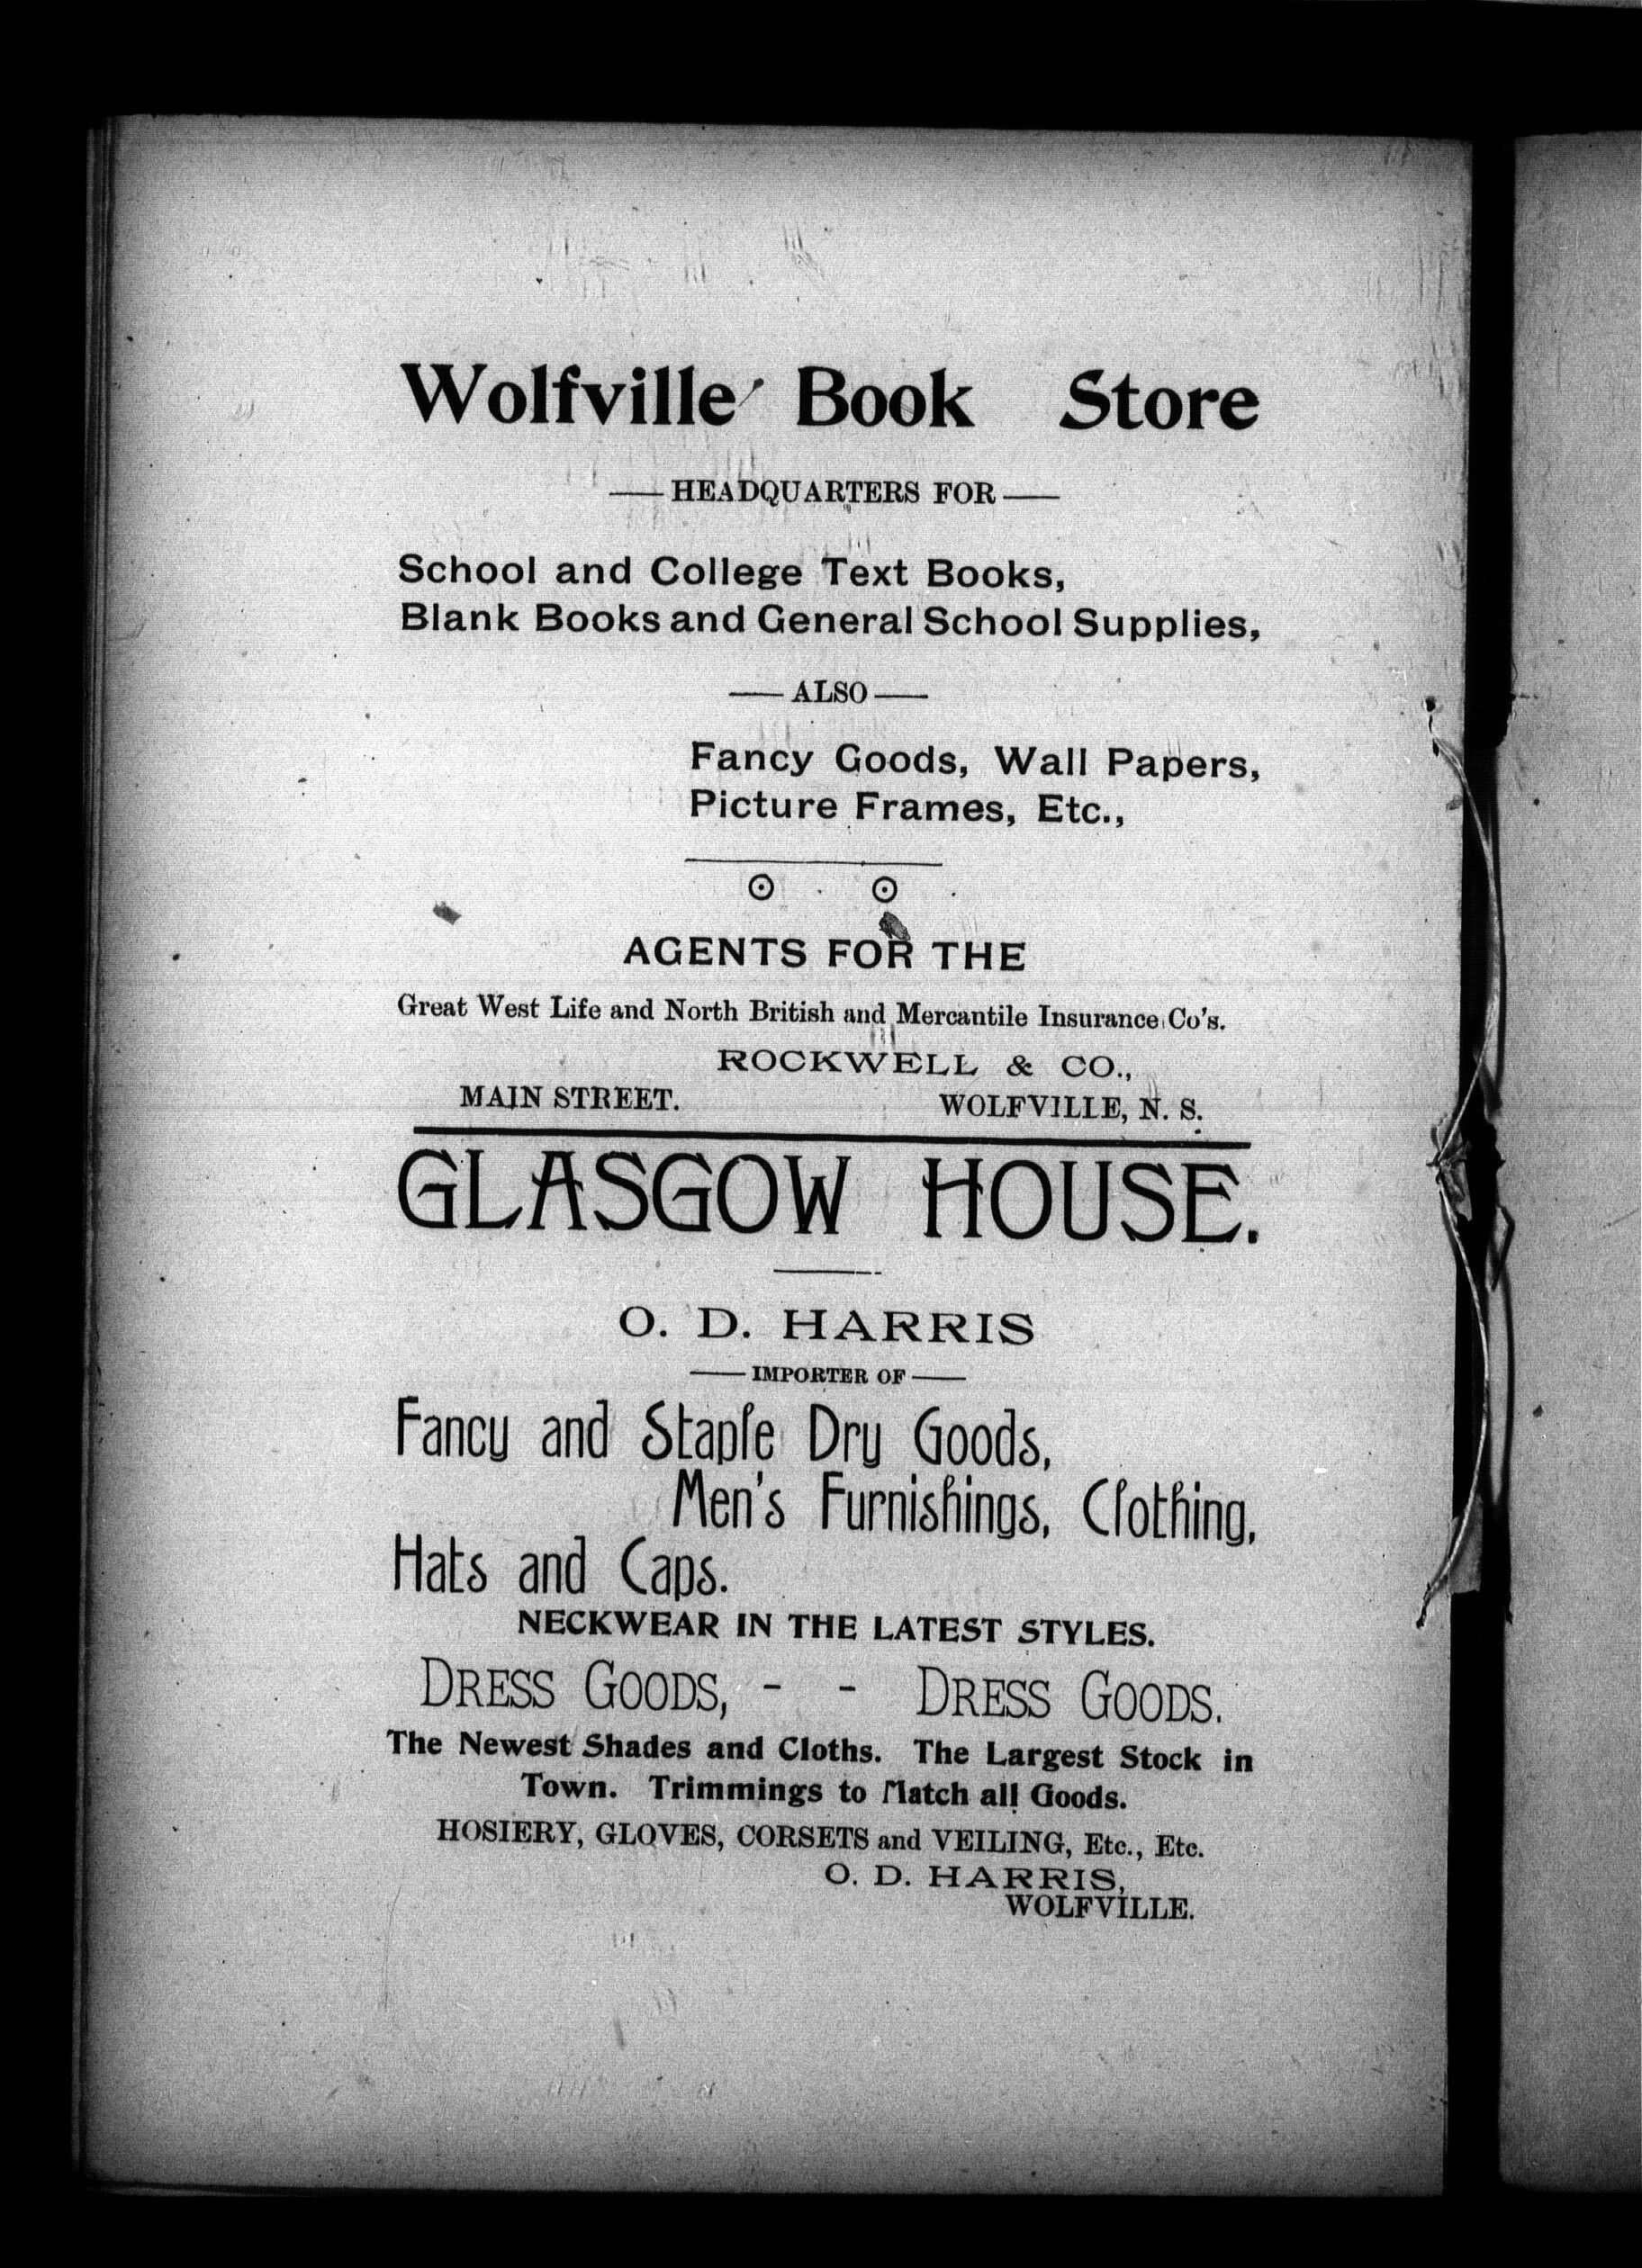 Wolfville Book Store
— HEADQUARTERS FOR —
School and College Text Books,
Blank Books and General School Supplies,
— ALSO —
Fancy Goods, Wall Papers,
Picture Frames, Etc.,
AGENTS FOR THE
Great West Life and North British and Mercantile Insurance Co's.
ROCKWELL & CO.,
MAIN STREET. WOLFVILLE, N. S.
GLASGOW HOUSE.
O. D. HARRIS
— IMPORTER OF —
Fancy and Staple Dry Goods,
Men's Furnishings, Clothing,
Hats and Caps.
NECKWEAR IN THE LATEST STYLES.
DRESS GOODS, - - DRESS GOODS.
The Newest Shades and Cloths. The Largest Stock in
Town. Trimmings to Match all Goods.
HOSIERY, GLOVES, CORSETS and VEILING, Etc., Etc.
O. D. HARRIS,
WOLFVILLE.